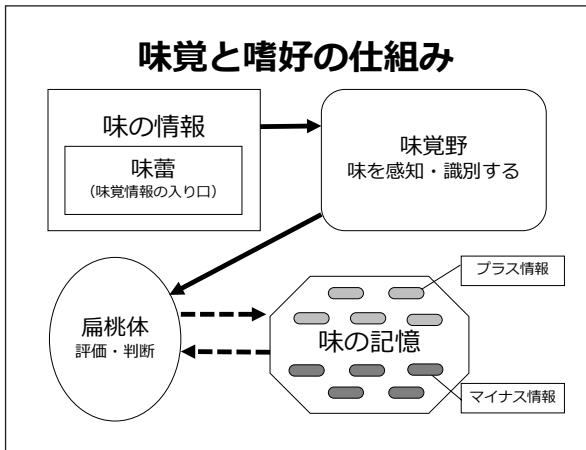 味覚と嗜好の仕組み
味の情報
味蕾
（味覚情報の入り口）
味覚野
味を感知・識別する
扁桃体
評価・判断
味の記憶
プラス情報
マイナス情報